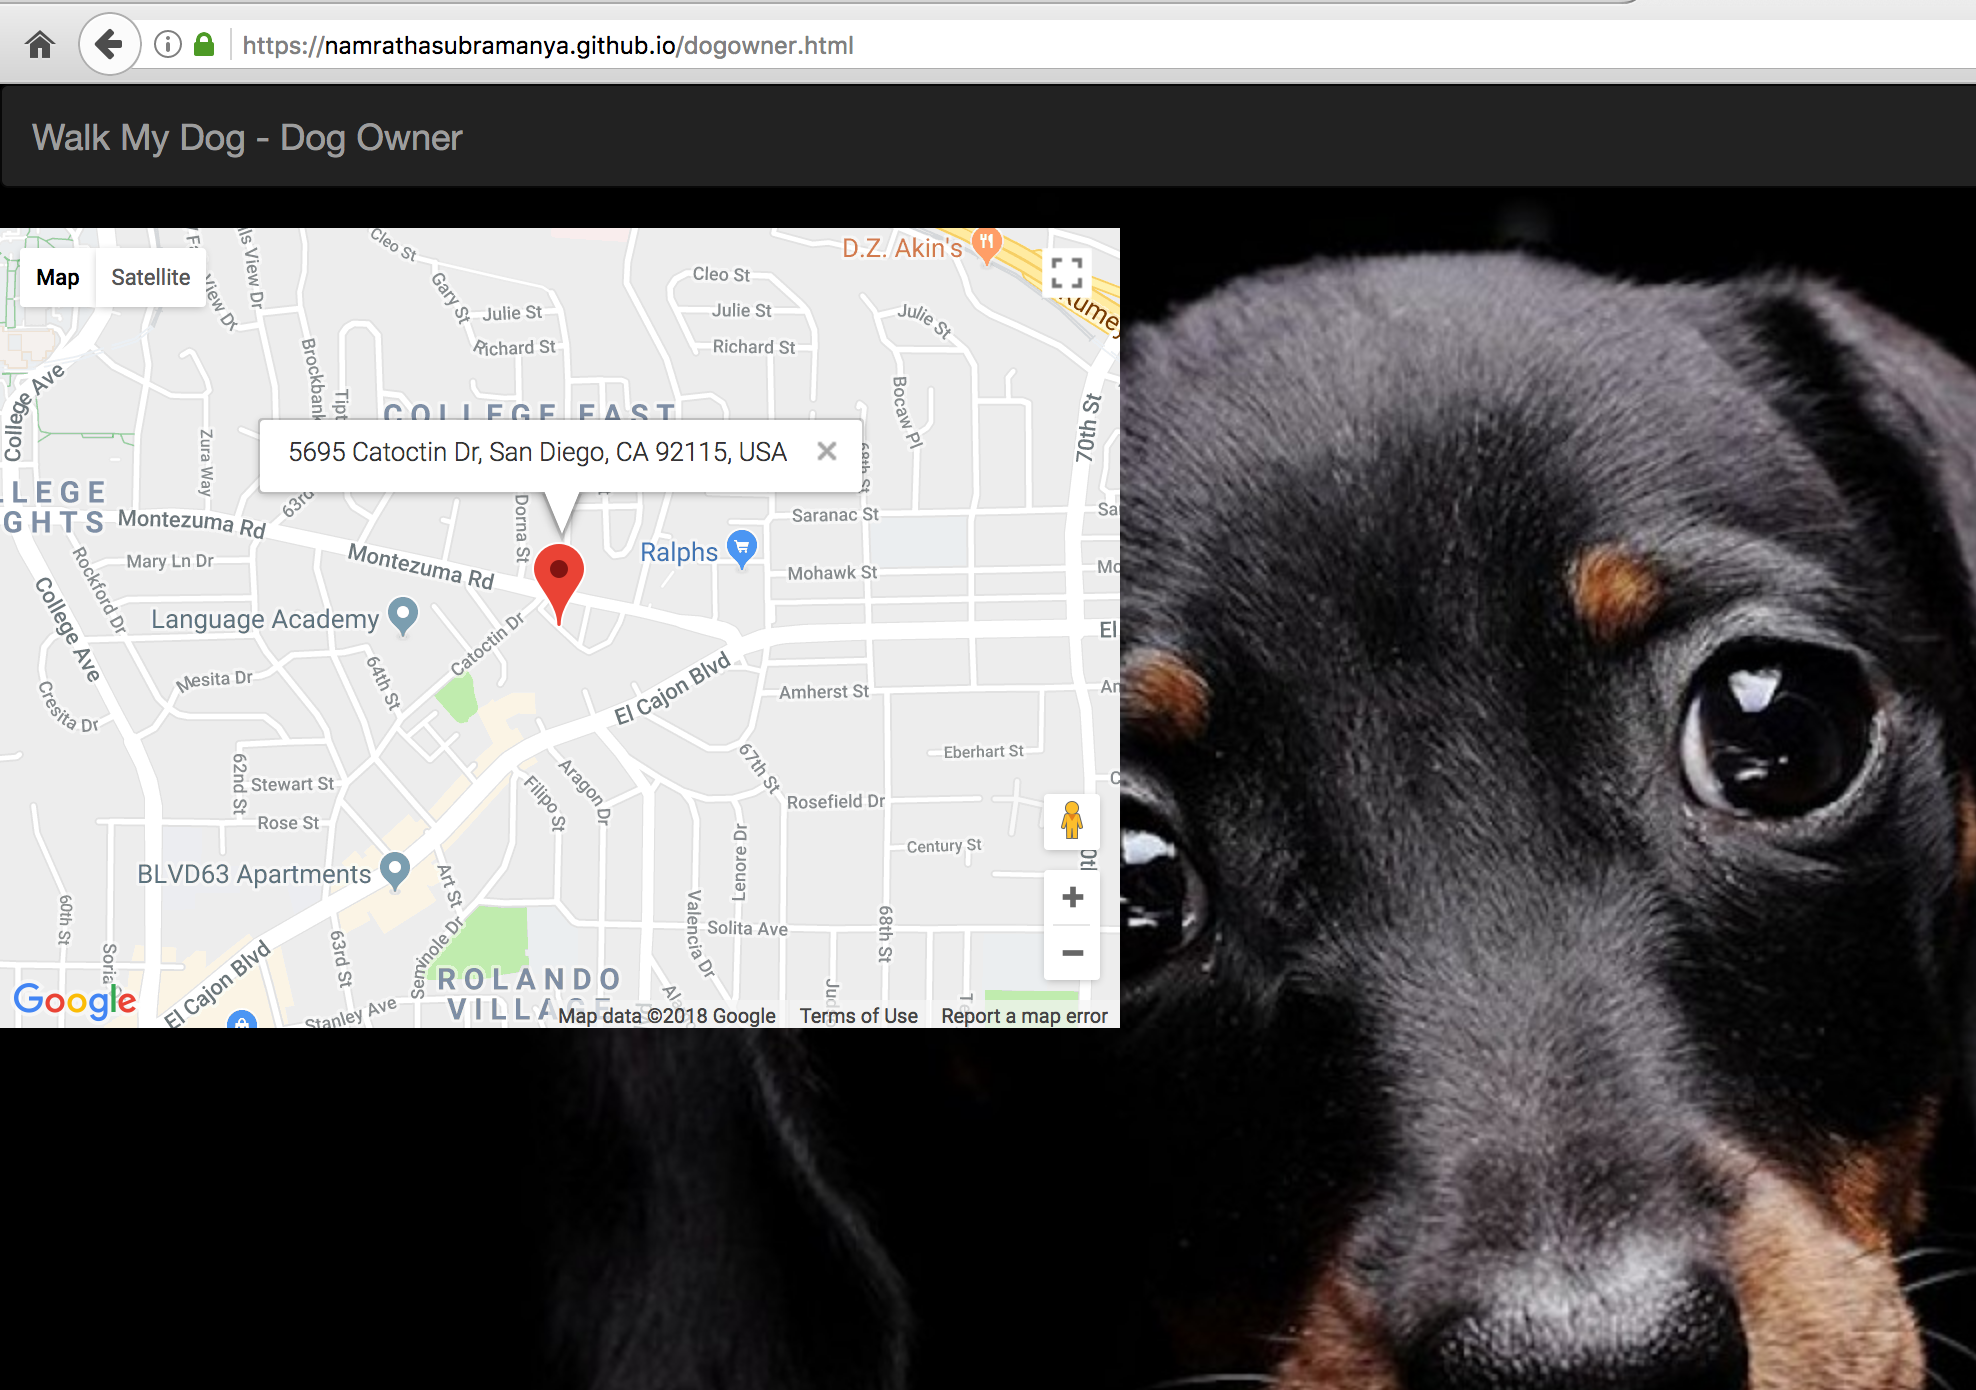 https://namrathasubramanya.github.io/dogowner.html
Walk My Dog - Dog Owner
Map
Satellite
D.Z. Akin's
Cleo St
Cleo St
Gary St
Julie St
Julie St
Julie St
Richard St
Richard St
College Ave
Brockbank
Bocaw Pl
70th St
COLLEGE EAST
Zura Way
5695 Catoctin Dr, San Diego, CA 92115, USA
68th St
63rd
Dorna St
Montezuma Rd
Montezuma Rd
Saranac St
Ralphs
Mary Ln Dr
Rockford Dr
Mohawk St
College Ave
Language Academy
Catoctin Dr
El Cajon Blvd
64th St
Mesita Dr
Cresita Dr
Amherst St
Eberhart St
67th St
62nd St
Stewart St
Aragon Dr
Filipo St
Rosefield Dr
Rose St
Century St
Lenore Dr
BLVD63 Apartments
Art St
60th St
Valencia Dr
68th St
Solita Ave
63rd St
Seminole Dr
El Cajon Blvd
ROLANDO
VILLAGE
Stanley Ave
Google
Map data ©2018 Google
Terms of Use
Report a map error